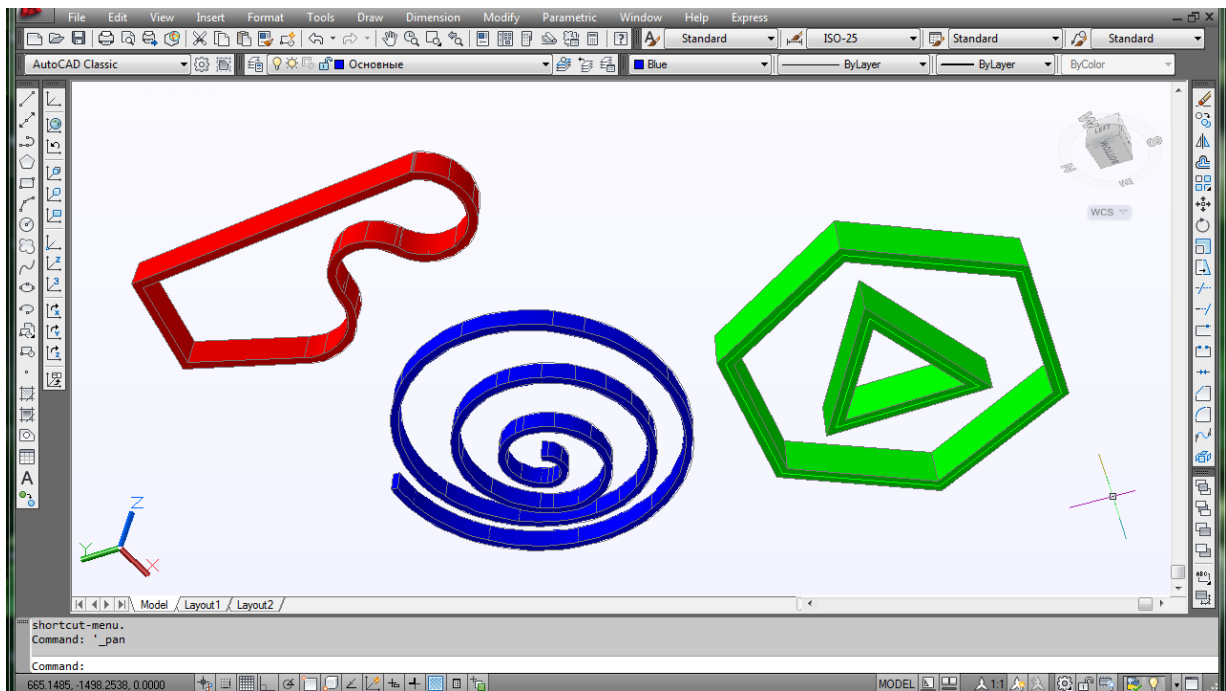 File Edit View Insert Format Tools Draw Dimension Modify Parametric Window Help Express
Standard ISO-25 Standard Standard
AutoCAD Classic Основные Blue ByLayer ByLayer ByColor
LEFT
BOTTOM
W
S
N
WCS
Z
Y
X
A
Model Layout1 Layout2
shortcut-menu.
Command: '_pan
Command:
665.1485, -1498.2538, 0.0000 MODEL 1:1